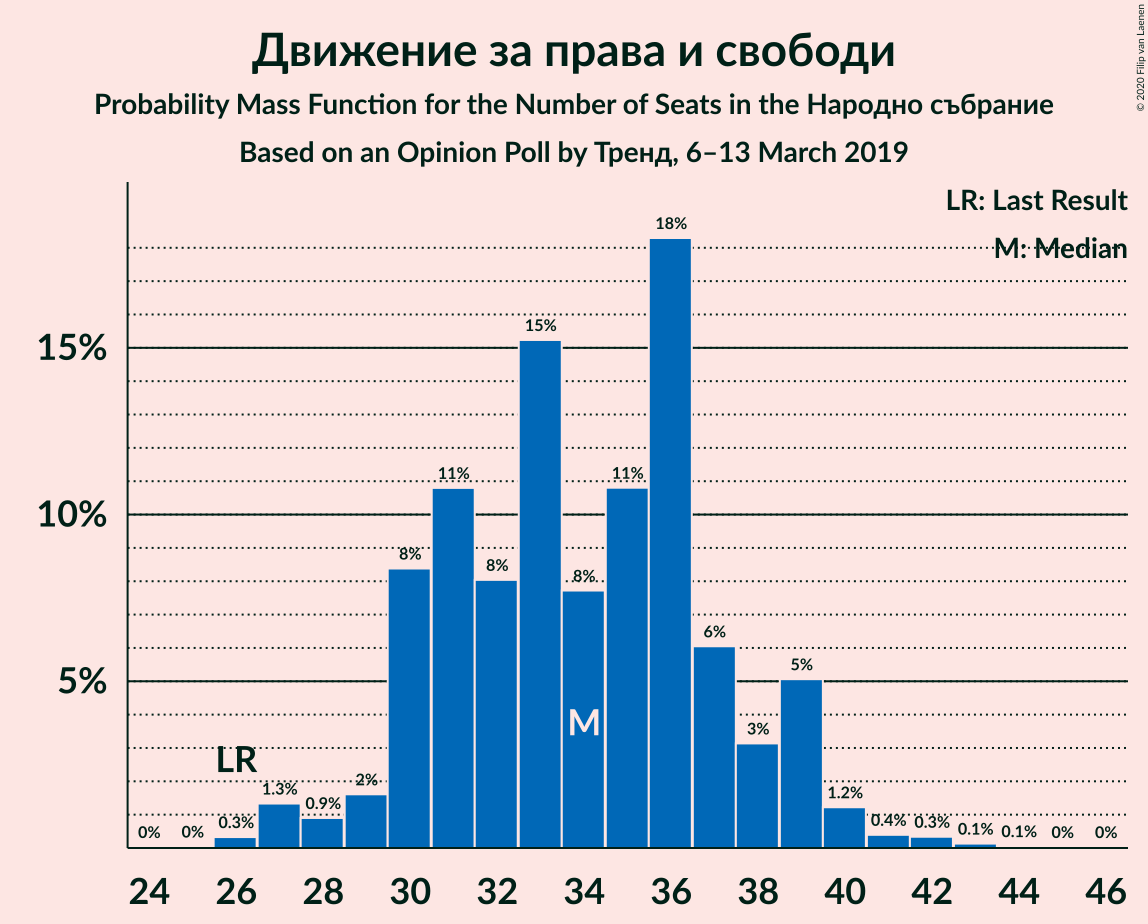 Движение за права и свободи
Probability Mass Function for the Number of Seats in the Народно събрание
Based on an Opinion Poll by Тренд, 6–13 March 2019
© 2020 Filip van Laenen
LR: Last Result
M: Median
18%
15%
15%
11%
11%
10%
8%
8%
8%
6%
5%
5%
3%
M
LR
2%
1.3%
0.9%
1.2%
0%
0%
0.3%
0.4%
0.3%
0.1%
0.1%
0%
0%
24 26 28 30 32 34 36 38 40 42 44 46